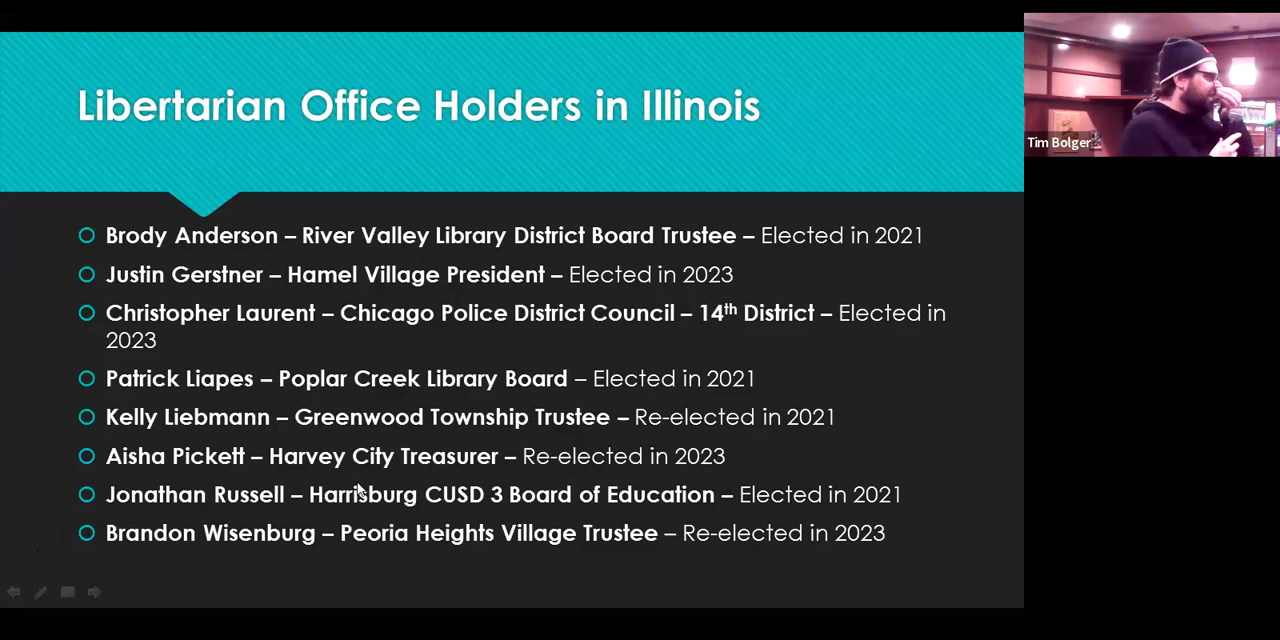 Libertarian Office Holders in Illinois
Tim Bolger
Brody Anderson – River Valley Library District Board Trustee – Elected in 2021
Justin Gerstner – Hamel Village President – Elected in 2023
Christopher Laurent – Chicago Police District Council – 14th District – Elected in
2023
Patrick Liapes – Poplar Creek Library Board – Elected in 2021
Kelly Liebmann – Greenwood Township Trustee – Re-elected in 2021
Aisha Pickett – Harvey City Treasurer – Re-elected in 2023
Jonathan Russell – Harrisburg CUSD 3 Board of Education – Elected in 2021
Brandon Wisenburg – Peoria Heights Village Trustee – Re-elected in 2023